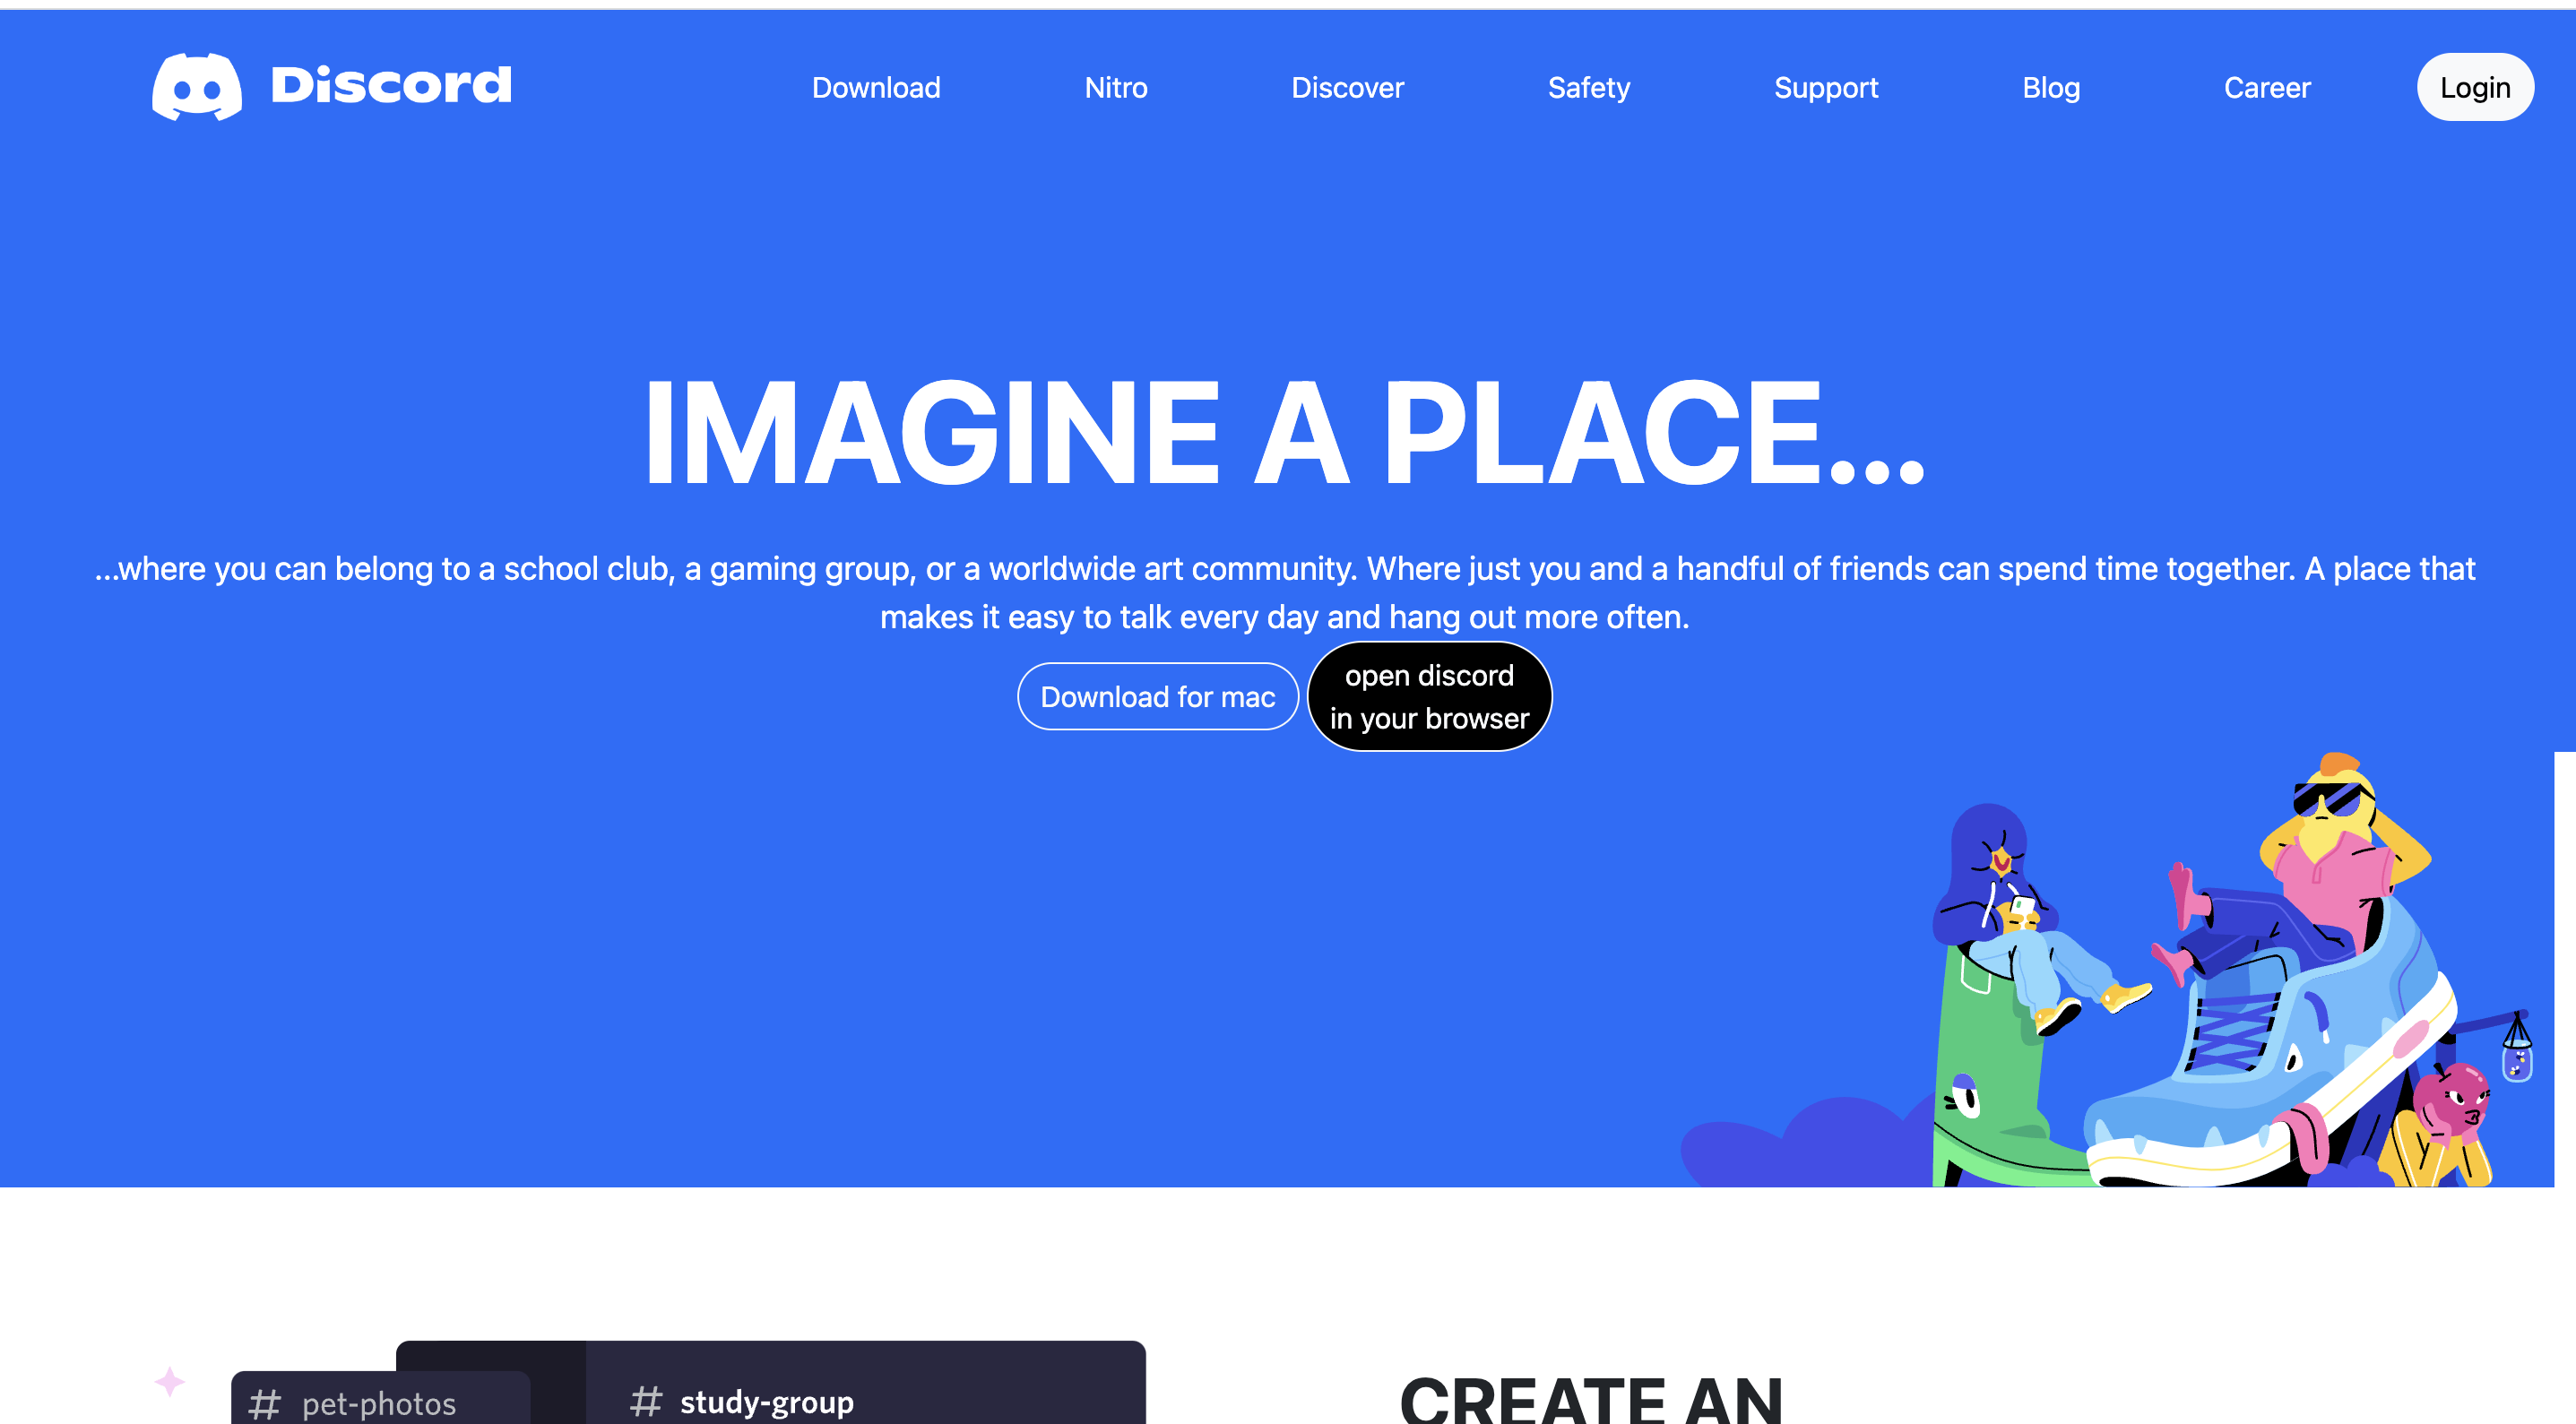 Discord
Download Nitro Discover Safety Support Blog Career Login
IMAGINE A PLACE...
...where you can belong to a school club, a gaming group, or a worldwide art community. Where just you and a handful of friends can spend time together. A place that
makes it easy to talk every day and hang out more often.
Download for mac
open discord
in your browser
# pet-photos
# study-group
CREATE AN